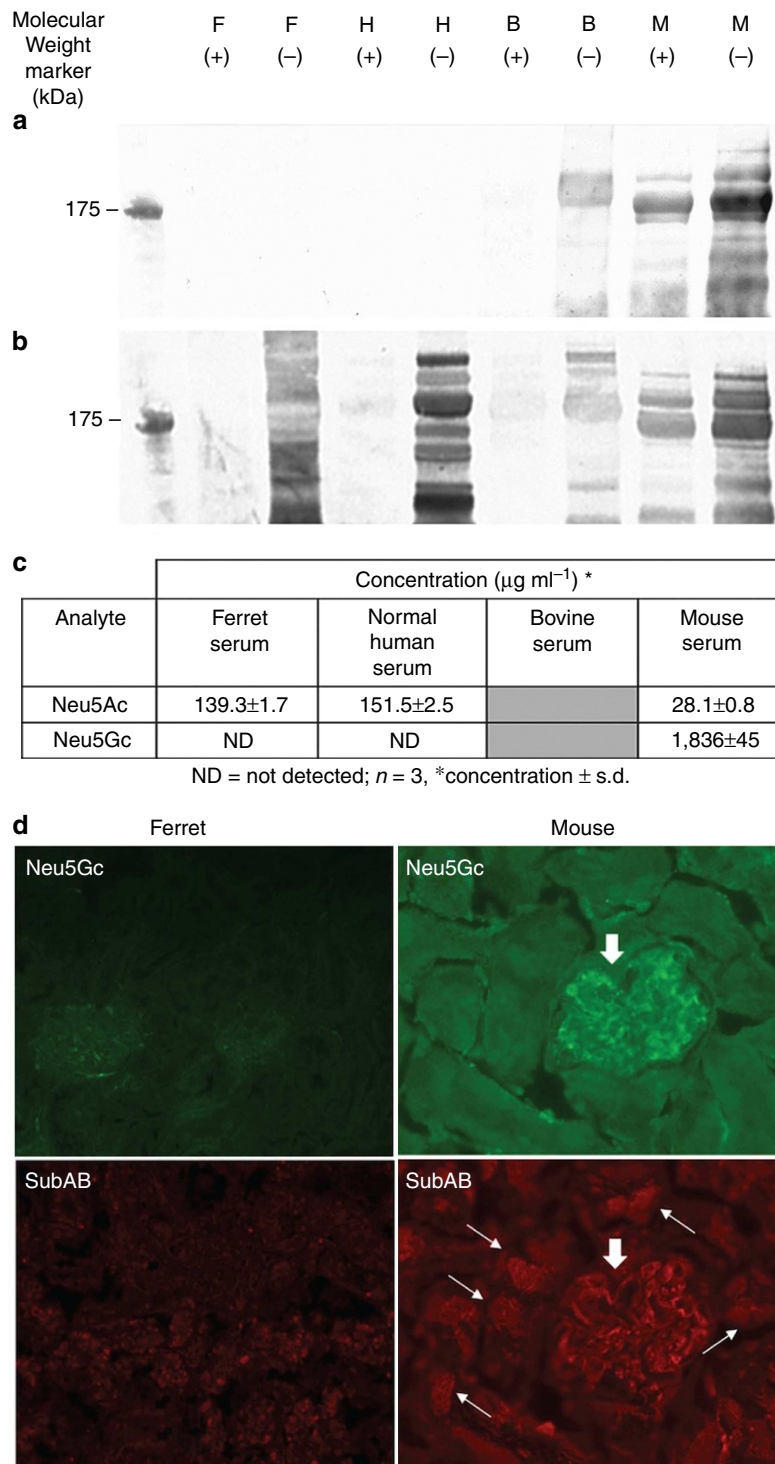 Molecular Weight marker (kDa)
F F H H B B M M
(+) (–) (+) (–) (+) (–) (+) (–)
a
175 –
b
175 –
c
Concentration (μg ml⁻¹) *
Analyte Ferret serum Normal human serum Bovine serum Mouse serum
Neu5Ac 139.3±1.7 151.5±2.5 28.1±0.8
Neu5Gc ND ND 1,836±45
ND = not detected; n = 3, *concentration ± s.d.
d
Ferret Mouse
Neu5Gc Neu5Gc
SubAB SubAB